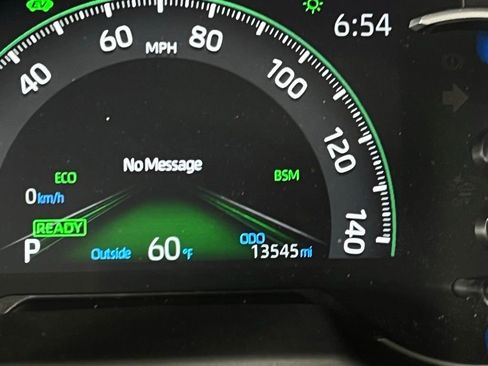 EV
6:54
60
80
MPH
40
100
120
140
No Message
ECO
BSM
0 km/h
READY
P
Outside 60 °F
ODO
13545 mi